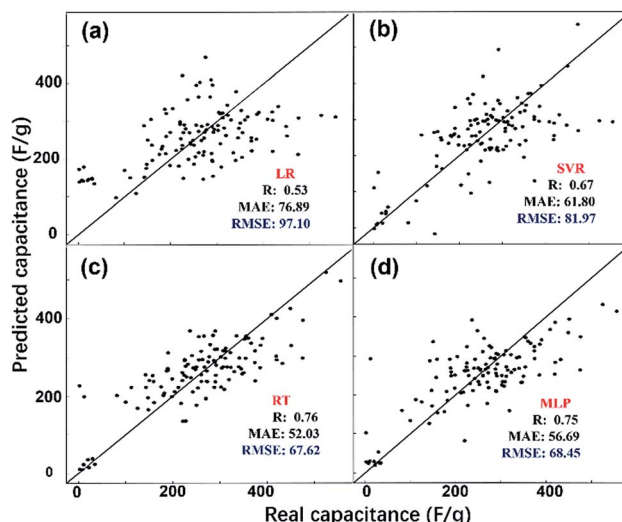 (a)
(b)
400
200
0
LR
R: 0.53
MAE: 76.89
RMSE: 97.10
SVR
R: 0.67
MAE: 61.80
RMSE: 81.97
Predicted capacitance (F/g)
(c)
(d)
400
200
0
RT
R: 0.76
MAE: 52.03
RMSE: 67.62
MLP
R: 0.75
MAE: 56.69
RMSE: 68.45
0 200 400 0 200 400
Real capacitance (F/g)